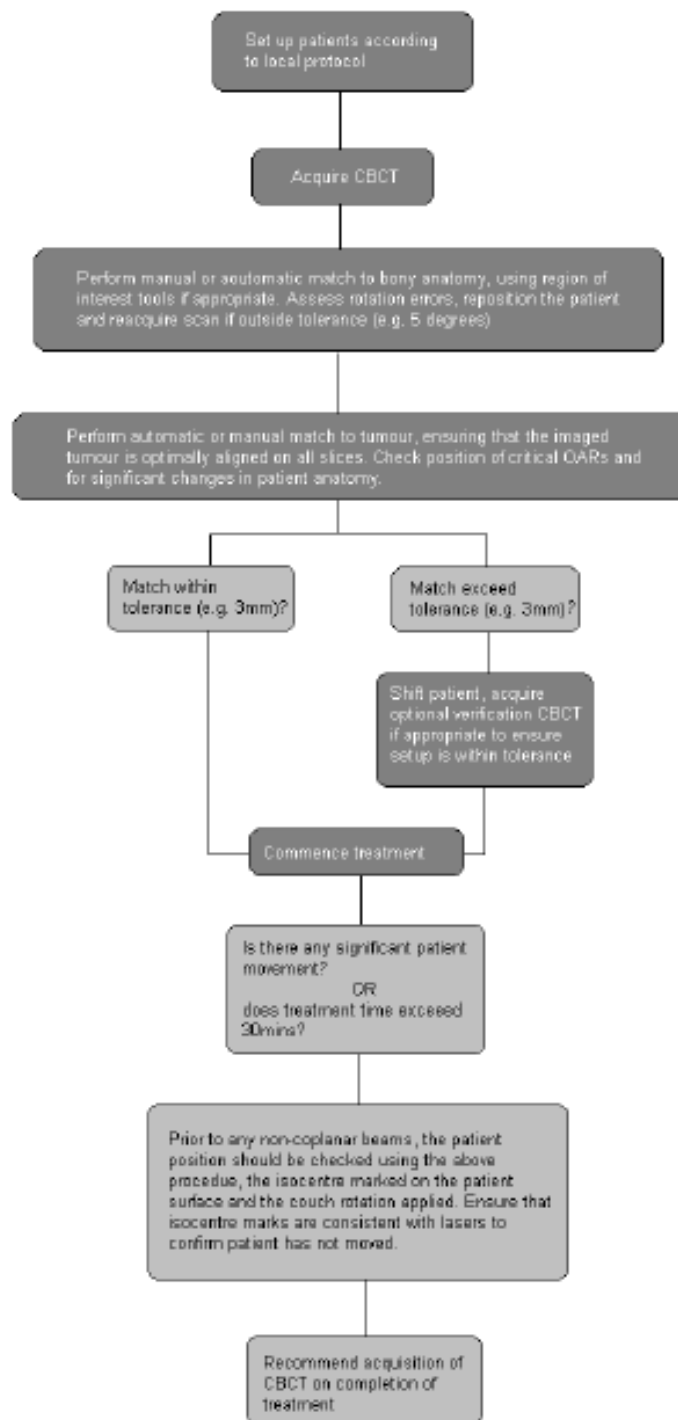 Set up patients according
to local protocol
Acquire CBCT
Perform manual or aoutomatic match to bony anatomy, using region of
interest tools if appropriate. Assess rotation errors, reposition the patient
and reacquire scan if outside tolerance (e.g. 5 degrees)
Perform automatic or manual match to tumour, ensuring that the imaged
tumour is optimally aligned on all slices. Check position of critical OARs and
for significant changes in patient anatomy.
Match within
tolerance (e.g. 3mm)?
Match exceed
tolerance (e.g. 3mm)?
Shift patient, acquire
optional verification CBCT
if appropriate to ensure
setup is within tolerance
Commence treatment
Is there any significant patient
movement?
OR
does treatment time exceed
30mins?
Prior to any non-coplanar beams, the patient
position should be checked using the above
procedue, the isocentre marked on the patient
surface and the couch rotation applied. Ensure that
isocentre marks are consistent with lasers to
confirm patient has not moved.
Recommend acquisition of
CBCT on completion of
treatment